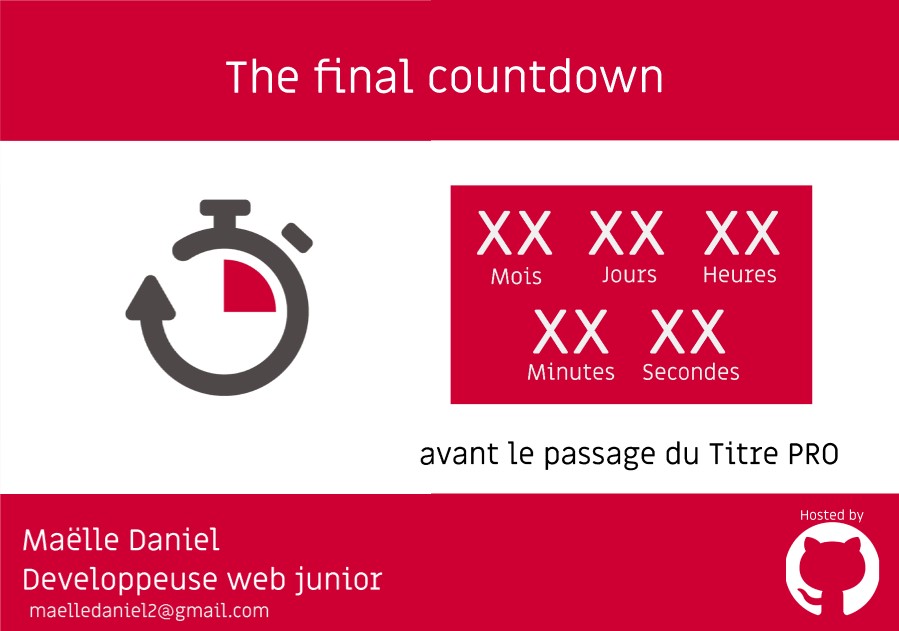 The final countdown
XX XX XX
Mois Jours Heures
XX XX
Minutes Secondes
avant le passage du Titre PRO
Maëlle Daniel
Developpeuse web junior
maelledaniel2@gmail.com
Hosted by